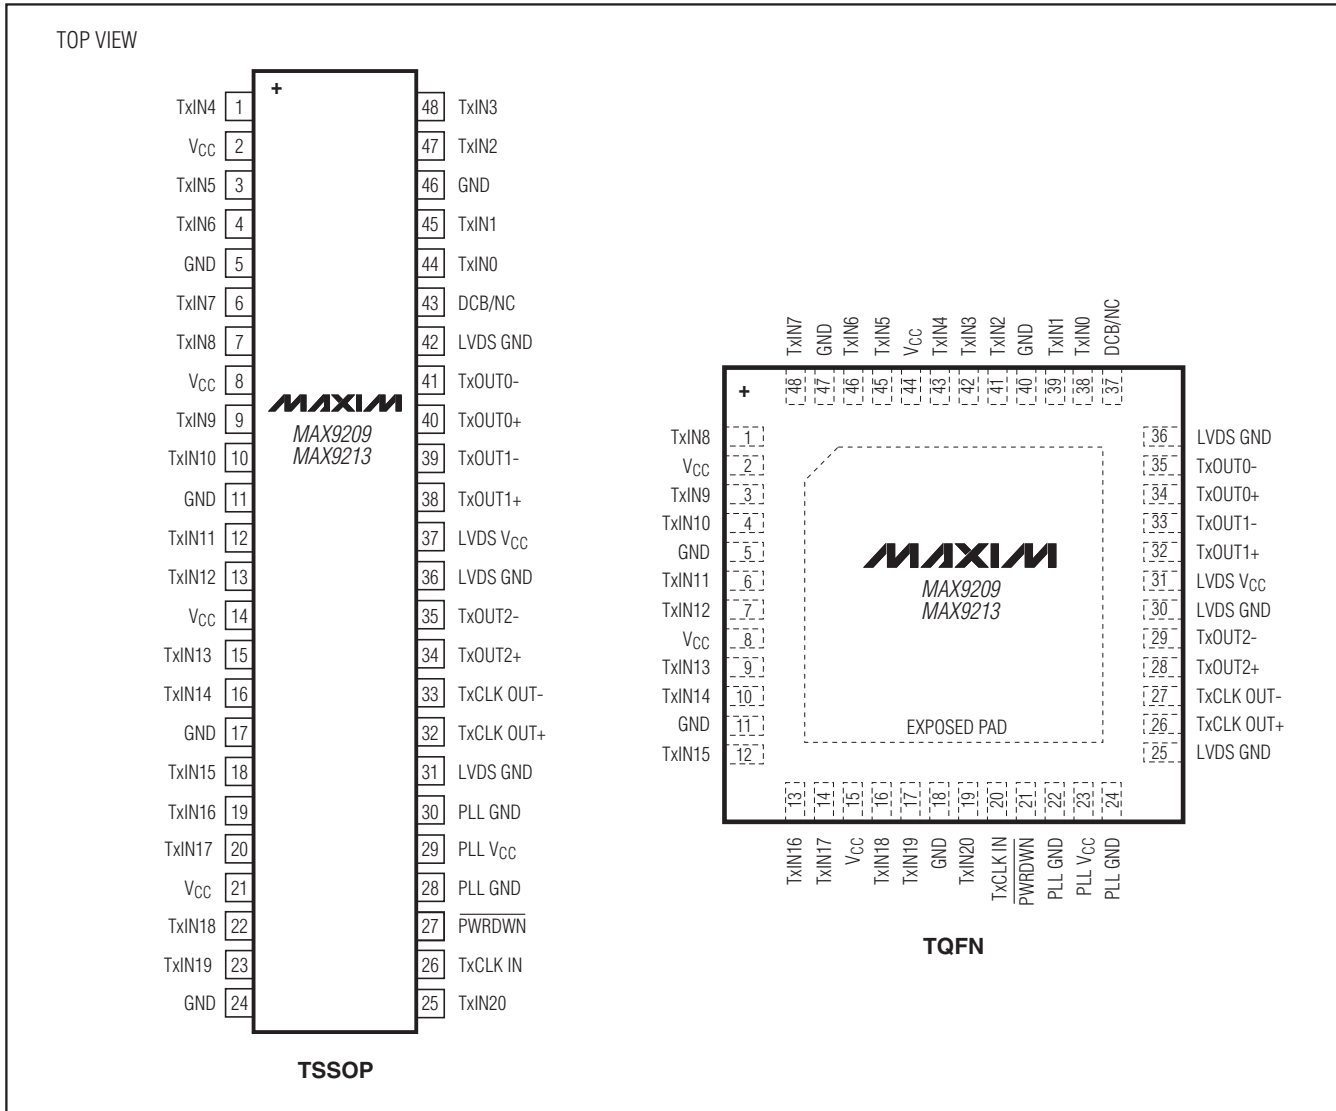 TOP VIEW
+
TxIN4 1 48 TxIN3
VCC 2 47 TxIN2
TxIN5 3 46 GND
TxIN6 4 45 TxIN1
GND 5 44 TxIN0
TxIN7 6 43 DCB/NC
TxIN8 7 42 LVDS GND
VCC 8 41 TxOUT0-
TxIN9 9 40 TxOUT0+
TxIN10 10 39 TxOUT1-
GND 11 38 TxOUT1+
TxIN11 12 37 LVDS VCC
TxIN12 13 36 LVDS GND
VCC 14 35 TxOUT2-
TxIN13 15 34 TxOUT2+
TxIN14 16 33 TxCLK OUT-
GND 17 32 TxCLK OUT+
TxIN15 18 31 LVDS GND
TxIN16 19 30 PLL GND
TxIN17 20 29 PLL VCC
VCC 21 28 PLL GND
TxIN18 22 27 PWRDWN
TxIN19 23 26 TxCLK IN
GND 24 25 TxIN20
MAXIM
MAX9209
MAX9213
TSSOP
TxIN7 GND TxIN6 TxIN5 VCC TxIN4 TxIN3 TxIN2 GND TxIN1 TxIN0 DCB/NC
48 47 46 45 44 43 42 41 40 39 38 37
+
TxIN8 1 36 LVDS GND
VCC 2 35 TxOUT0-
TxIN9 3 34 TxOUT0+
TxIN10 4 33 TxOUT1-
GND 5 32 TxOUT1+
TxIN11 6 31 LVDS VCC
TxIN12 7 30 LVDS GND
VCC 8 29 TxOUT2-
TxIN13 9 28 TxOUT2+
TxIN14 10 27 TxCLK OUT-
GND 11 26 TxCLK OUT+
TxIN15 12 25 LVDS GND
MAXIM
MAX9209
MAX9213
EXPOSED PAD
13 14 15 16 17 18 19 20 21 22 23 24
TxIN16 TxIN17 VCC TxIN18 TxIN19 GND TxIN20 TxCLK IN PWRDWN PLL GND PLL VCC PLL GND
TQFN